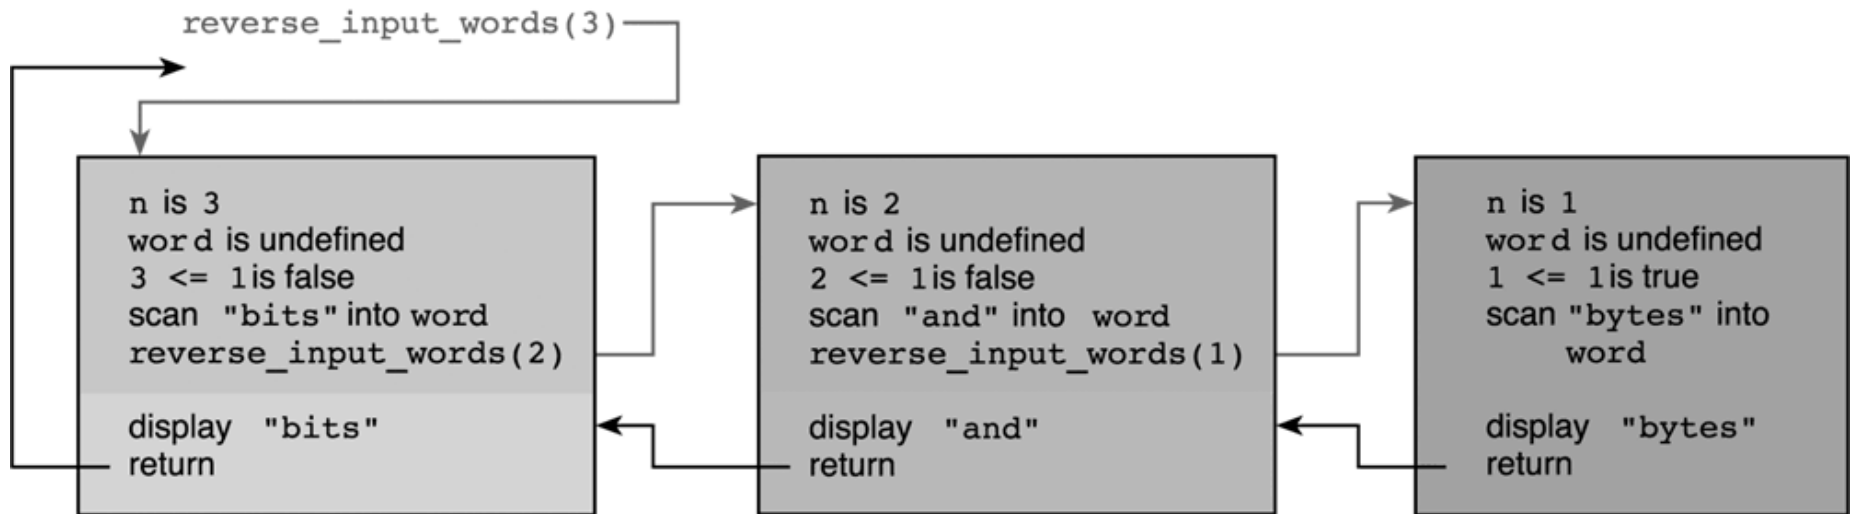 reverse_input_words(3)
n is 3
word is undefined
3 <= 1 is false
scan "bits" into word
reverse_input_words(2)
display "bits"
return
n is 2
word is undefined
2 <= 1 is false
scan "and" into word
reverse_input_words(1)
display "and"
return
n is 1
word is undefined
1 <= 1 is true
scan "bytes" into
word
display "bytes"
return